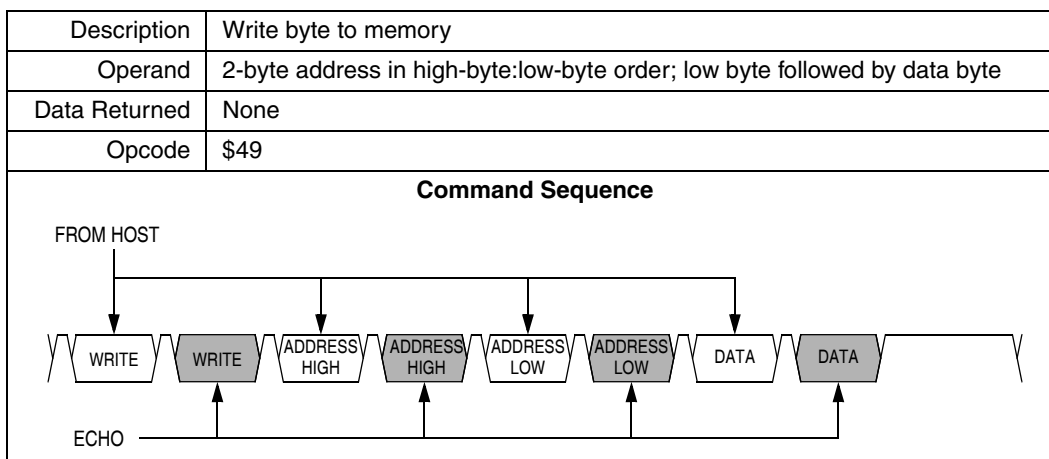 Description Write byte to memory
Operand 2-byte address in high-byte:low-byte order; low byte followed by data byte
Data Returned None
Opcode $49
Command Sequence
FROM HOST
WRITE WRITE ADDRESS HIGH ADDRESS HIGH ADDRESS LOW ADDRESS LOW DATA DATA
ECHO